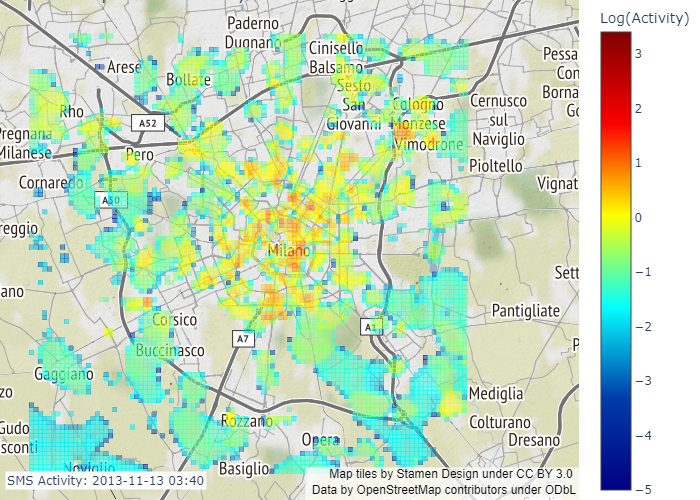 Log(Activity)
Paderno
Dugnano
Cinisello
Balsamo
Arese
Bollate
Sesto
San
Giovanni
Cologno
Monzese
Vimodrone
Cernusco
sul
Naviglio
Pioltello
Pessa
Con
Borna
Go
Rho
A52
Pregnana
Milanese
Pero
Cornaredo
A50
Vignat
reggio
Milano
Sett
ano
Pantigliate
Corsico
A7
A1
Buccinasco
P
Gaggiano
zo
Mediglia
Colturano
Dresano
Rozzano
Opera
Gudo
sconti
Noviglio
Basiglio
SMS Activity: 2013-11-13 03:40
Map tiles by Stamen Design under CC BY 3.0
Data by OpenStreetMap contributors under ODbL
3
2
1
0
−1
−2
−3
−4
−5